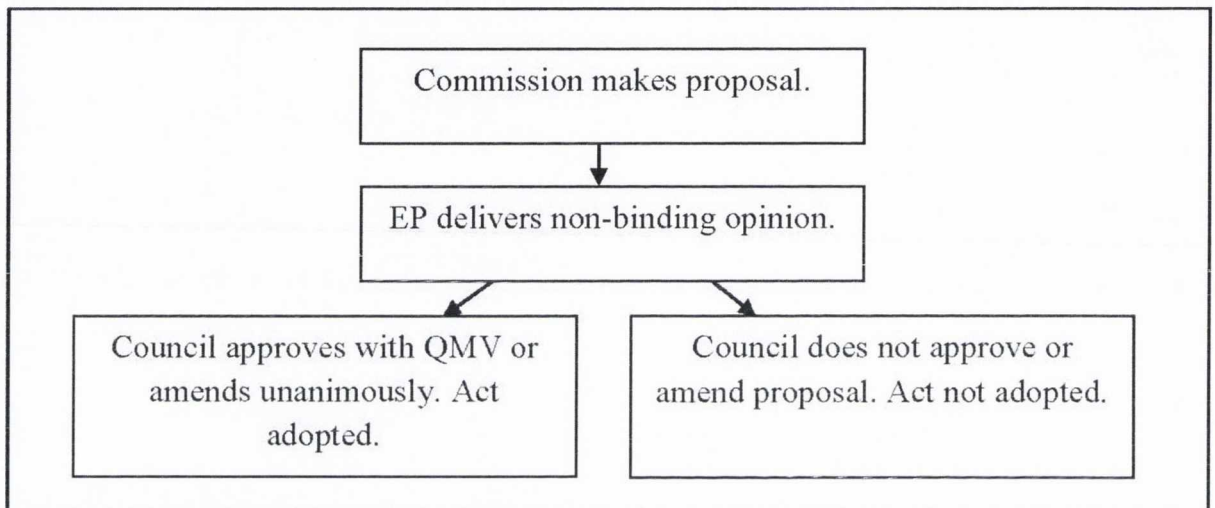 Commission makes proposal.
EP delivers non-binding opinion.
Council approves with QMV or
amends unanimously. Act
adopted.
Council does not approve or
amend proposal. Act not adopted.